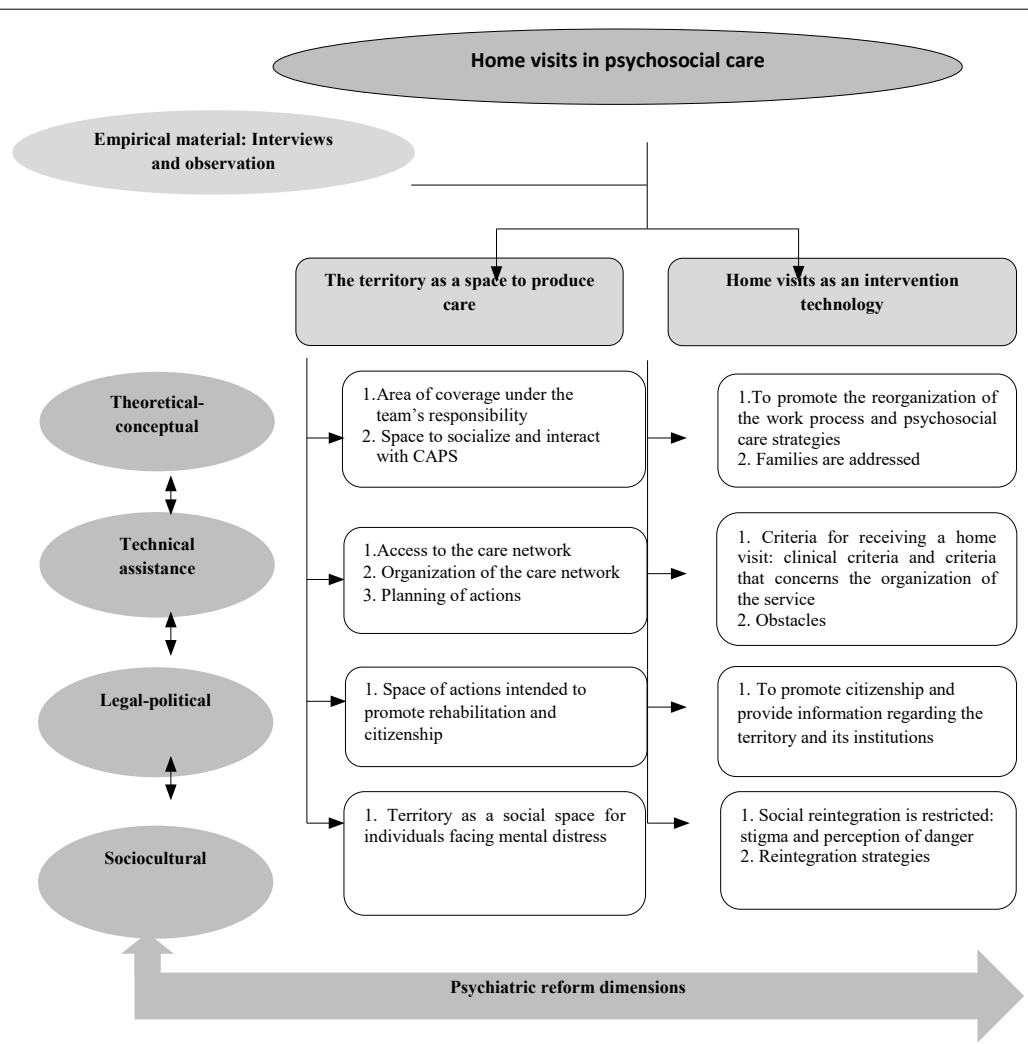 Home visits in psychosocial care
Empirical material: Interviews
and observation
The territory as a space to produce
care
Home visits as an intervention
technology
Theoretical-
conceptual
1.Area of coverage under the
team’s responsibility
2. Space to socialize and interact
with CAPS
1.To promote the reorganization of
the work process and psychosocial
care strategies
2. Families are addressed
Technical
assistance
1.Access to the care network
2. Organization of the care network
3. Planning of actions
1. Criteria for receiving a home
visit: clinical criteria and criteria
that concerns the organization of
the service
2. Obstacles
Legal-political
1. Space of actions intended to
promote rehabilitation and
citizenship
1. To promote citizenship and
provide information regarding the
territory and its institutions
Sociocultural
1. Territory as a social space for
individuals facing mental distress
1. Social reintegration is restricted:
stigma and perception of danger
2. Reintegration strategies
Psychiatric reform dimensions